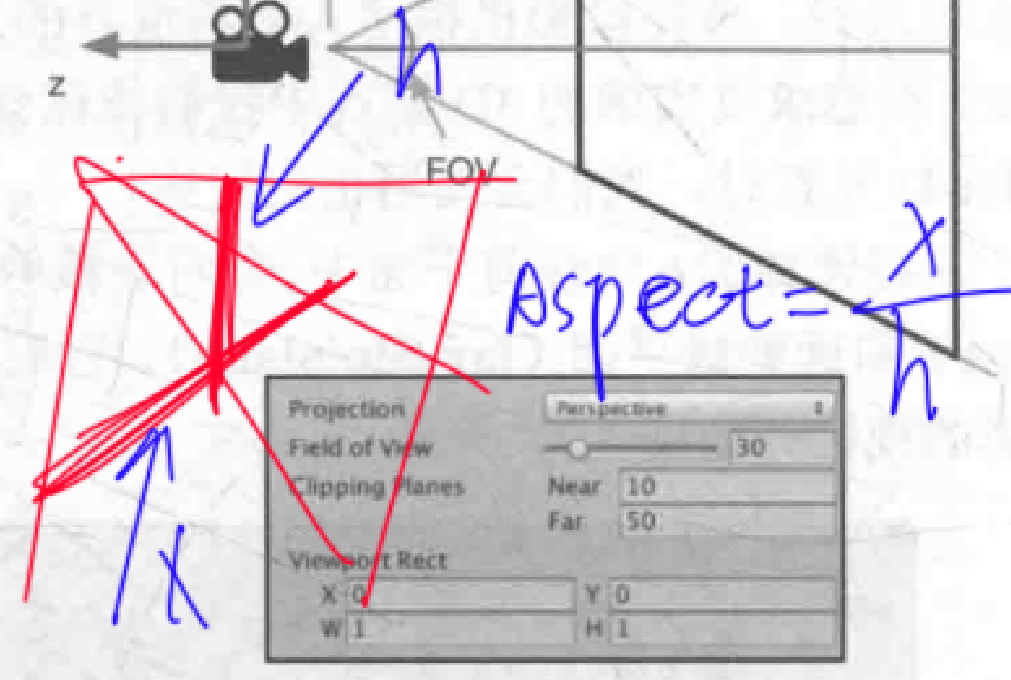 h
z
FOV
Aspect = x
h
Projection Perspective
Field of View 30
Clipping Planes Near 10
Far 50
Viewport Rect
X 0 Y 0
W 1 H 1
x